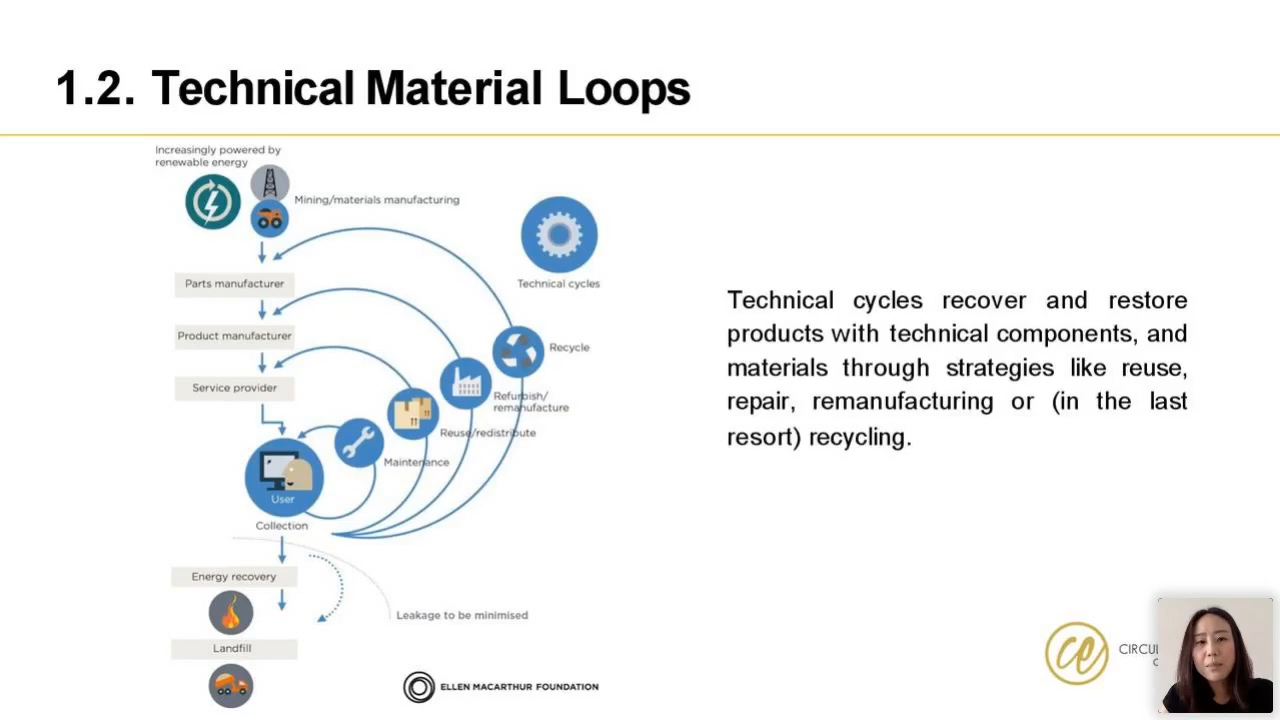 1.2. Technical Material Loops
Increasingly powered by
renewable energy
Mining/materials manufacturing
Technical cycles
Parts manufacturer
Product manufacturer
Service provider
Recycle
Refurbish/
remanufacture
Reuse/redistribute
Maintenance
User
Collection
Energy recovery
Leakage to be minimised
Landfill
ELLEN MACARTHUR FOUNDATION
Technical cycles recover and restore
products with technical components, and
materials through strategies like reuse,
repair, remanufacturing or (in the last
resort) recycling.
ce